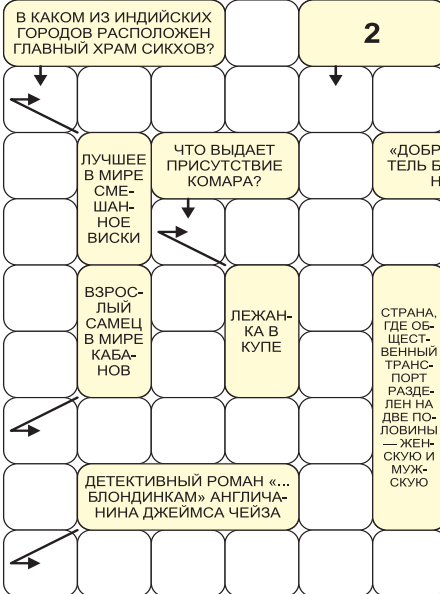 В КАКОМ ИЗ ИНДИЙСКИХ
ГОРОДОВ РАСПОЛОЖЕН
ГЛАВНЫЙ ХРАМ СИКХОВ?
2
ЛУЧШЕЕ
В МИРЕ
СМЕ-
ШАН-
НОЕ
ВИСКИ
ЧТО ВЫДАЕТ
ПРИСУТСТВИЕ
КОМАРА?
«ДОБР
ТЕЛЬ Б
Н
ВЗРОС-
ЛЫЙ
САМЕЦ
В МИРЕ
КАБА-
НОВ
ЛЕЖАН-
КА В
КУПЕ
СТРАНА,
ГДЕ ОБ-
ЩЕСТ-
ВЕННЫЙ
ТРАНС-
ПОРТ
РАЗДЕ-
ЛЕН НА
ДВЕ ПО-
ЛОВИНЫ
— ЖЕН-
СКУЮ И
МУЖ-
СКУЮ
ДЕТЕКТИВНЫЙ РОМАН «...
БЛОНДИНКАМ» АНГЛИЧА-
НИНА ДЖЕЙМСА ЧЕЙЗА